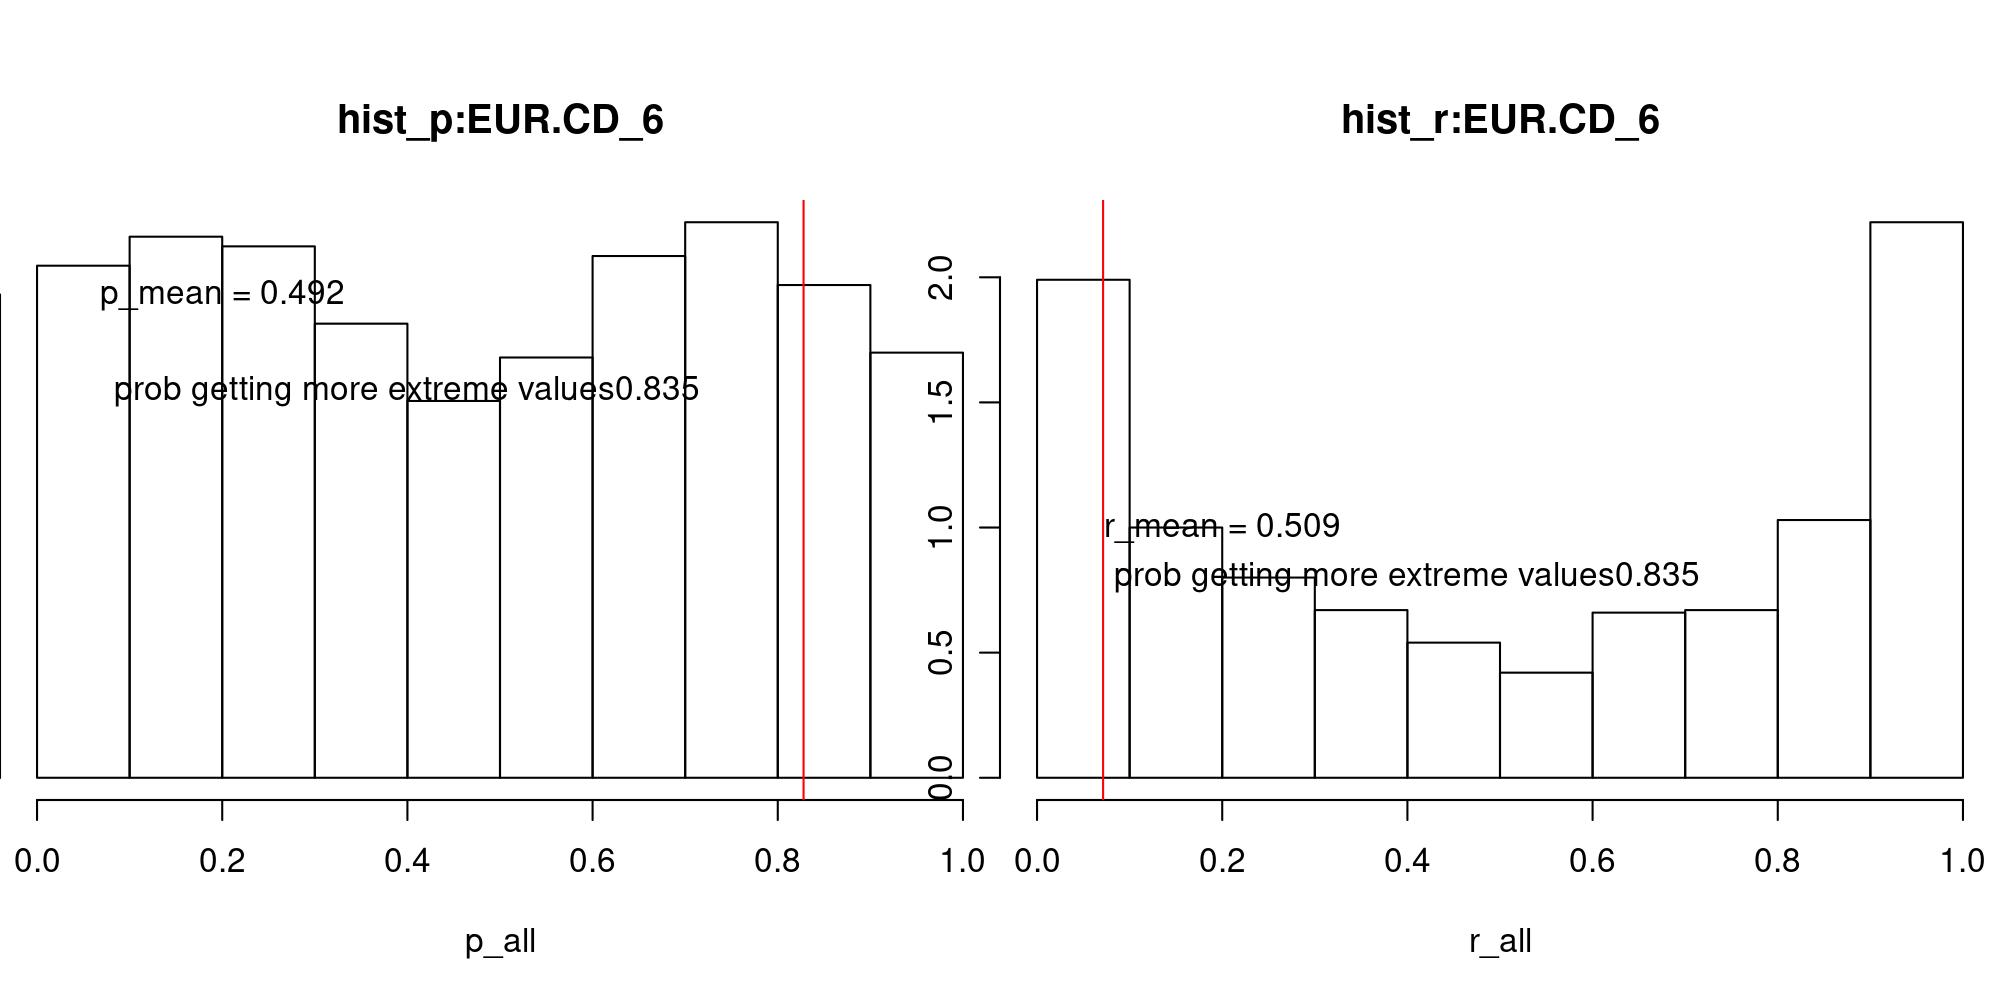 hist_p:EUR.CD_6
p_mean = 0.492
prob getting more extreme values0.835
0.0 0.2 0.4 0.6 0.8 1.0
p_all
hist_r:EUR.CD_6
2.0
1.5
1.0
0.5
0.0
r_mean = 0.509
prob getting more extreme values0.835
0.0 0.2 0.4 0.6 0.8 1.0
r_all